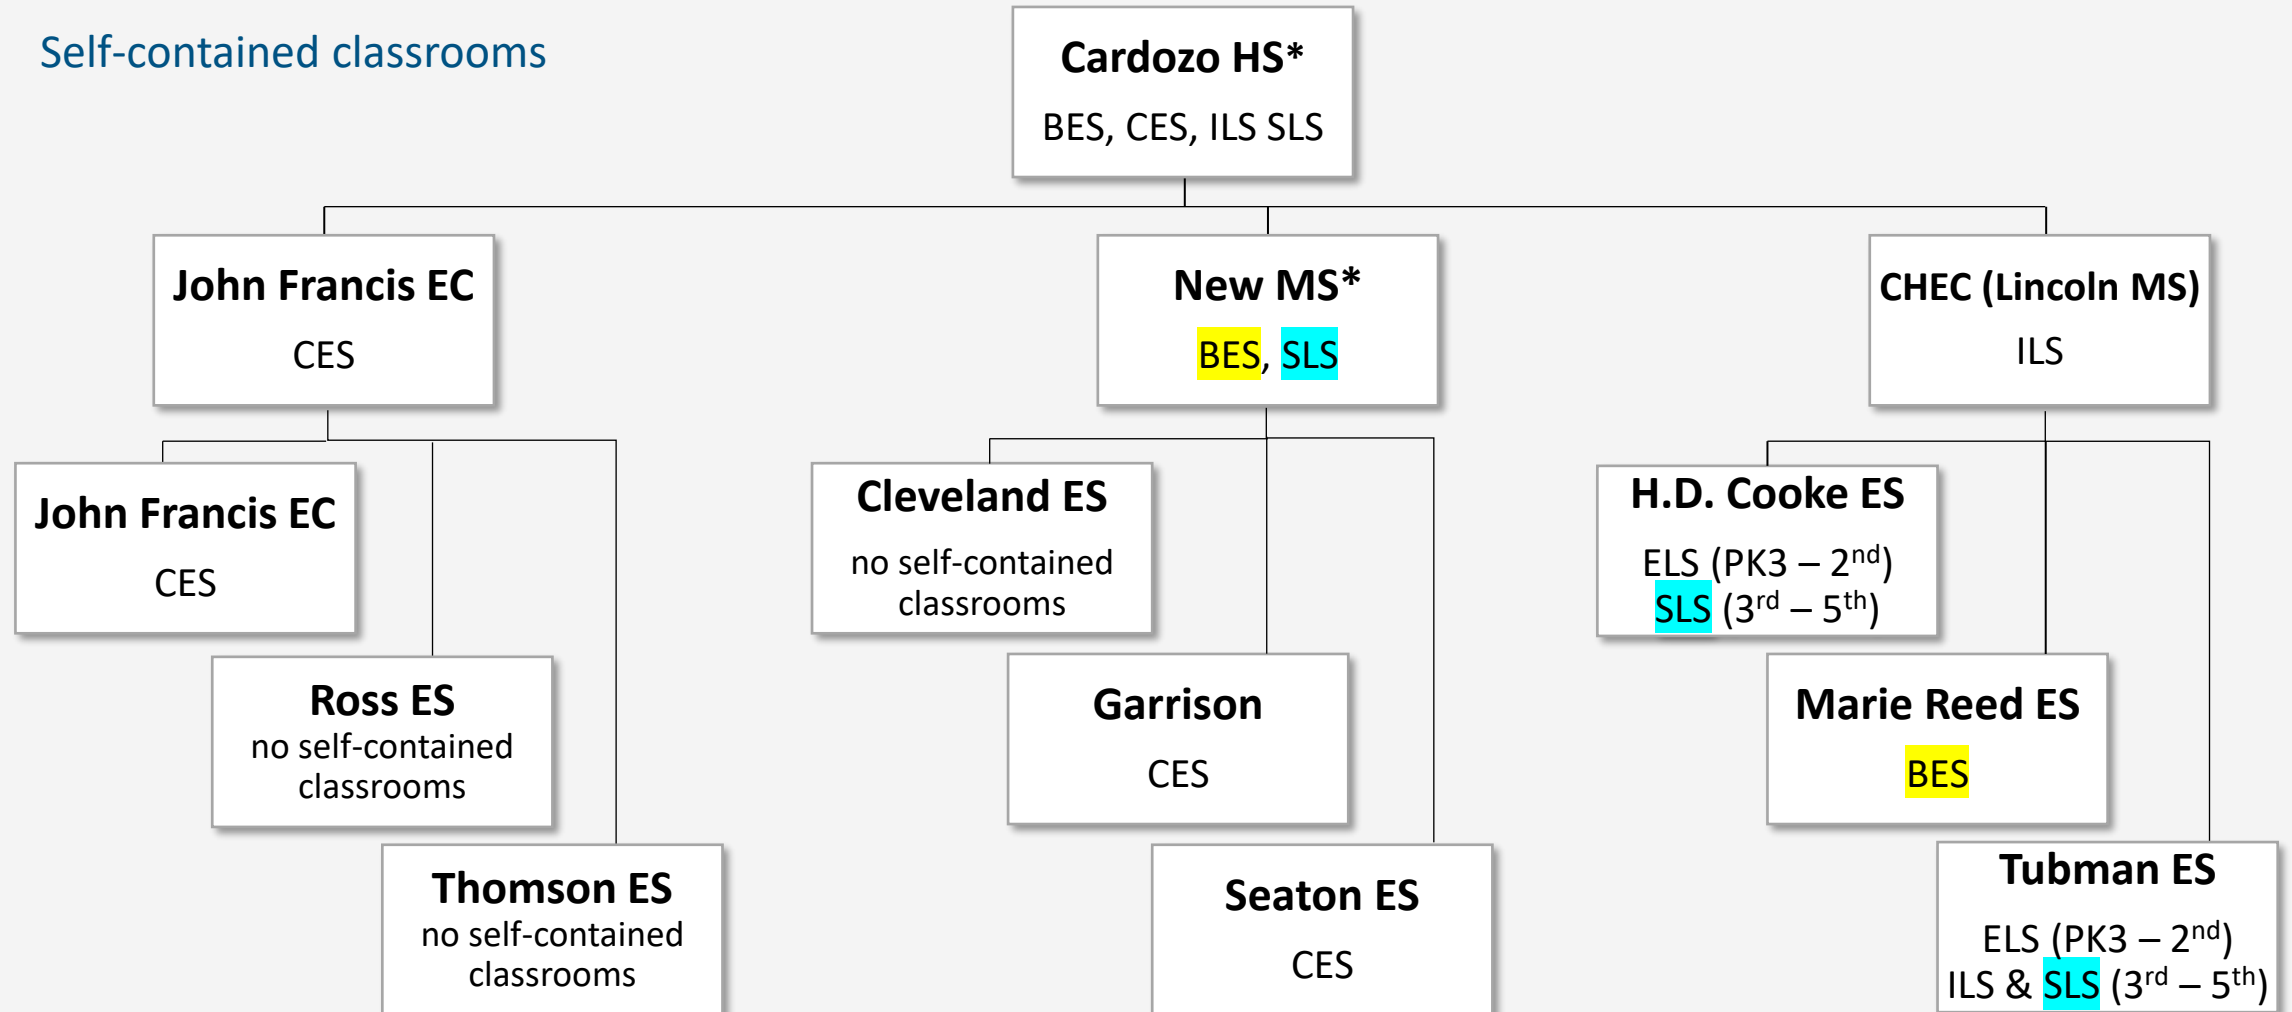 Self-contained classrooms
Cardozo HS*
BES, CES, ILS SLS
John Francis EC
CES
New MS*
BES, SLS
CHEC (Lincoln MS)
ILS
John Francis EC
CES
Ross ES
no self-contained
classrooms
Thomson ES
no self-contained
classrooms
Cleveland ES
no self-contained
classrooms
Garrison
CES
Seaton ES
CES
H.D. Cooke ES
ELS (PK3 – 2nd)
SLS (3rd – 5th)
Marie Reed ES
BES
Tubman ES
ELS (PK3 – 2nd)
ILS & SLS (3rd – 5th)